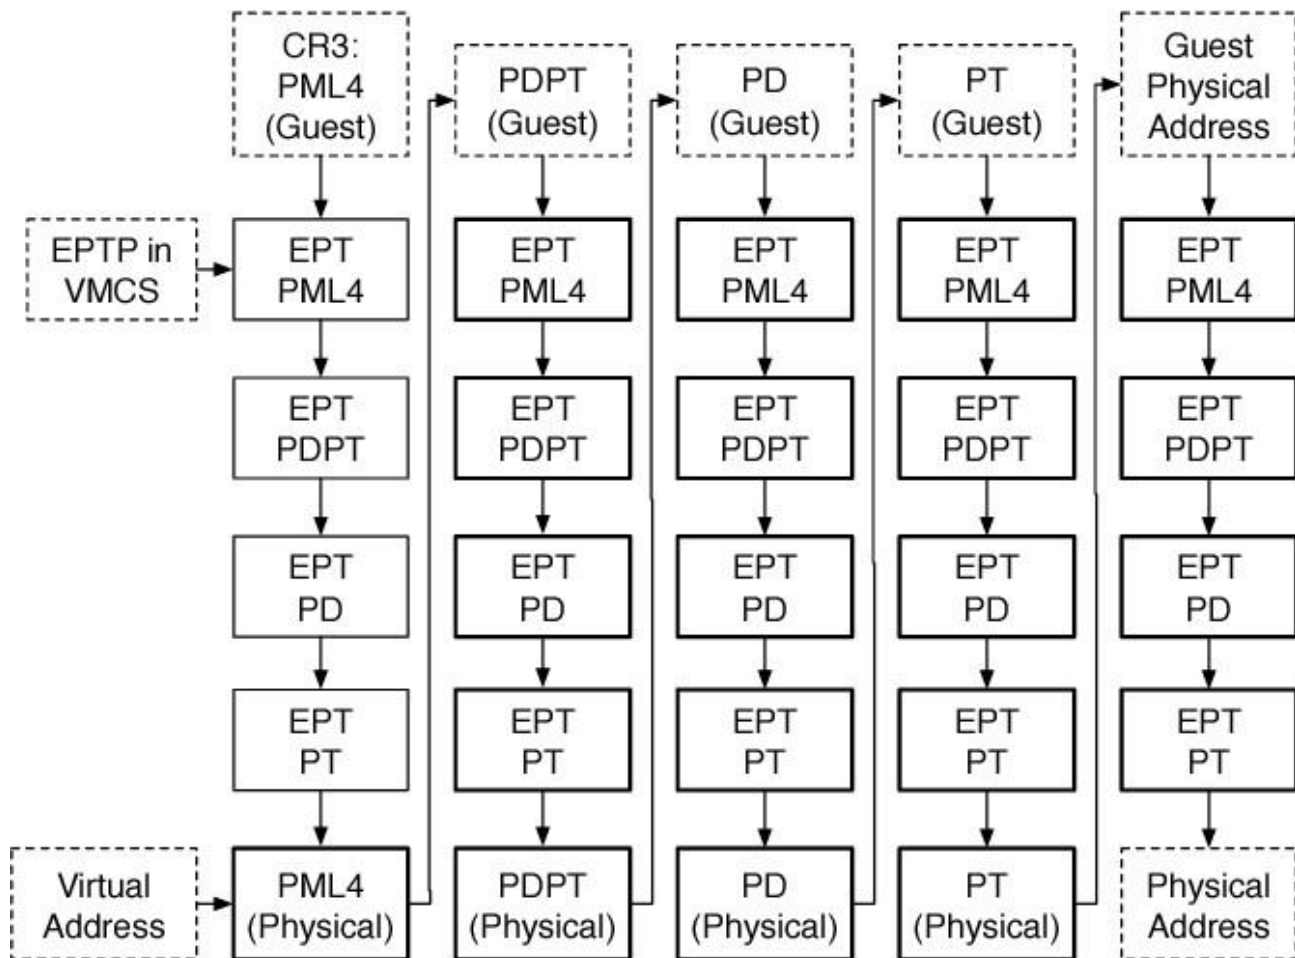 CR3:
PML4
(Guest)
PDPT
(Guest)
PD
(Guest)
PT
(Guest)
Guest
Physical
Address
EPTP in
VMCS
EPT
PML4
EPT
PML4
EPT
PML4
EPT
PML4
EPT
PML4
EPT
PDPT
EPT
PDPT
EPT
PDPT
EPT
PDPT
EPT
PDPT
EPT
PD
EPT
PD
EPT
PD
EPT
PD
EPT
PD
EPT
PT
EPT
PT
EPT
PT
EPT
PT
EPT
PT
Virtual
Address
PML4
(Physical)
PDPT
(Physical)
PD
(Physical)
PT
(Physical)
Physical
Address